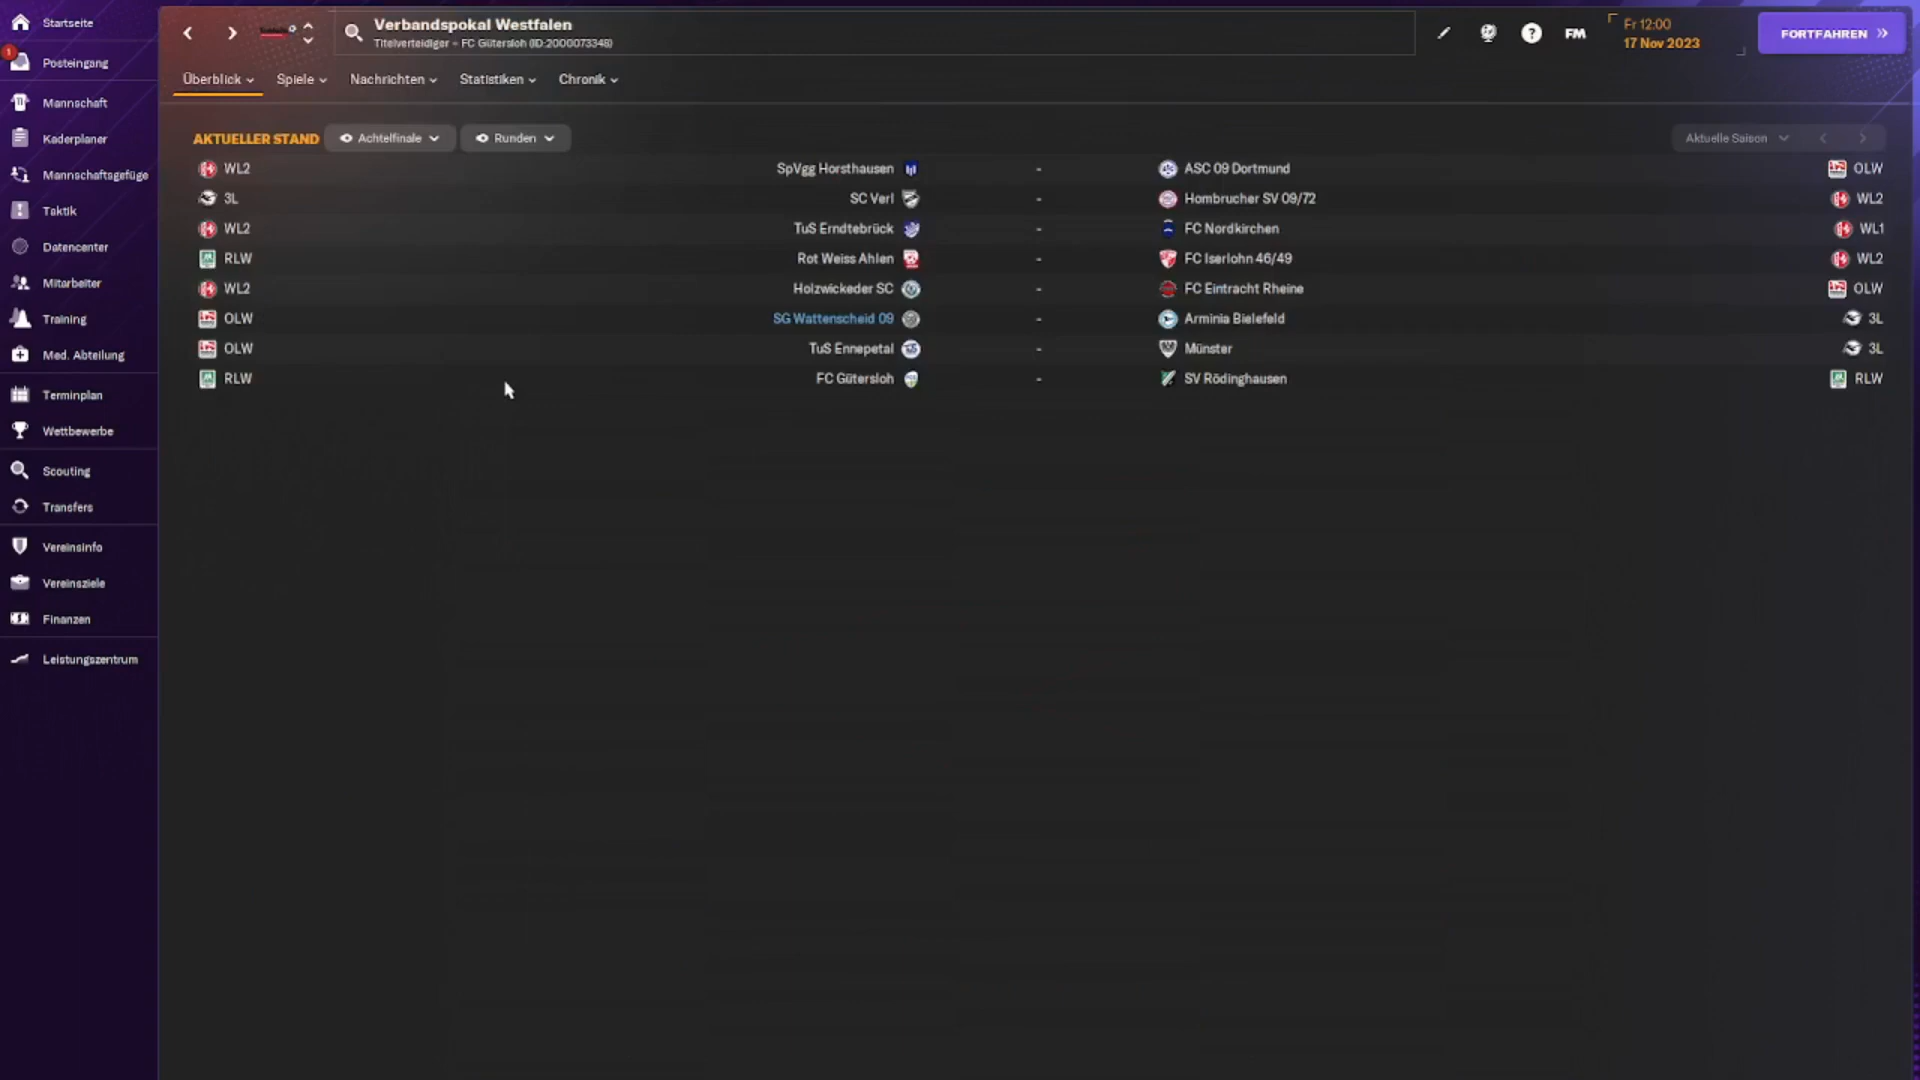 Startseite
1
Posteingang
Mannschaft
Kaderplaner
Mannschaftsgefüge
Taktik
Datencenter
Mitarbeiter
Training
Med. Abteilung
Terminplan
Wettbewerbe
Scouting
Transfers
Vereinsinfo
Vereinsziele
Finanzen
Leistungszentrum
Verbandspokal Westfalen
Titelverteidiger - FC Gütersloh (ID:2000073348)
? FM
Fr 12:00
17 Nov 2023
FORTFAHREN
Überblick Spiele Nachrichten Statistiken Chronik
AKTUELLER STAND Achtelfinale Runden Aktuelle Saison
WL2 SpVgg Horsthausen - ASC 09 Dortmund OLW
3L SC Verl - Hombrucher SV 09/72 WL2
WL2 TuS Erndtebrück - FC Nordkirchen WL1
RLW Rot Weiss Ahlen - FC Iserlohn 46/49 WL2
WL2 Holzwickeder SC - FC Eintracht Rheine OLW
OLW SG Wattenscheid 09 - Arminia Bielefeld 3L
OLW TuS Ennepetal - Münster 3L
RLW FC Gütersloh - SV Rödinghausen RLW